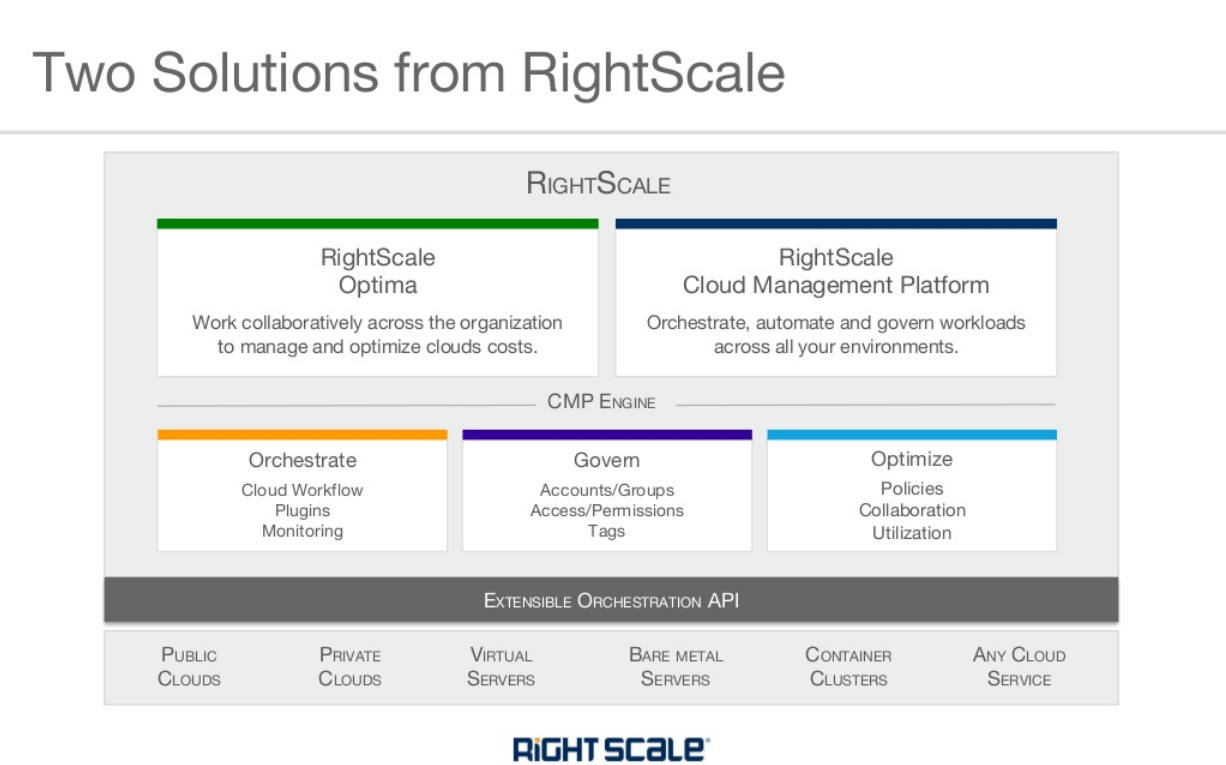 Two Solutions from RightScale
RIGHTSCALE
RightScale
Optima
Work collaboratively across the organization
to manage and optimize clouds costs.
RightScale
Cloud Management Platform
Orchestrate, automate and govern workloads
across all your environments.
CMP ENGINE
Orchestrate
Cloud Workflow
Plugins
Monitoring
Govern
Accounts/Groups
Access/Permissions
Tags
Optimize
Policies
Collaboration
Utilization
EXTENSIBLE ORCHESTRATION API
PUBLIC
CLOUDS
PRIVATE
CLOUDS
VIRTUAL
SERVERS
BARE METAL
SERVERS
CONTAINER
CLUSTERS
ANY CLOUD
SERVICE
RiGHT SCALE